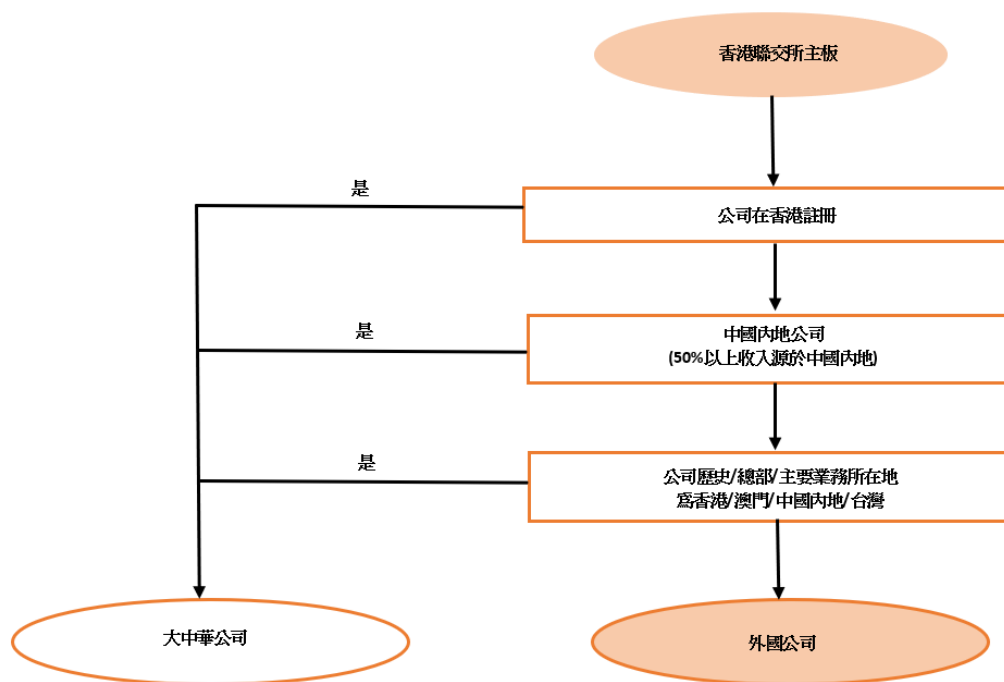 香港聯交所主板
是
公司在香港註冊
是
中國內地公司
(50%以上收入源於中國內地)
是
公司歷史/總部/主要業務所在地
為香港/澳門/中國內地/台灣
大中華公司
外國公司